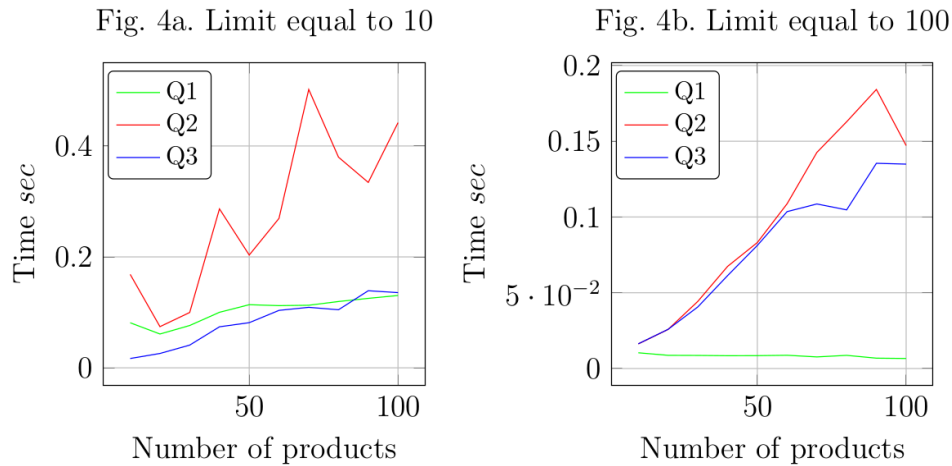 Fig. 4a. Limit equal to 10
Q1
Q2
Q3
0.4
0.2
0
50
100
Time sec
Number of products
Fig. 4b. Limit equal to 100
Q1
Q2
Q3
0.2
0.15
0.1
5 · 10⁻²
0
50
100
Time sec
Number of products